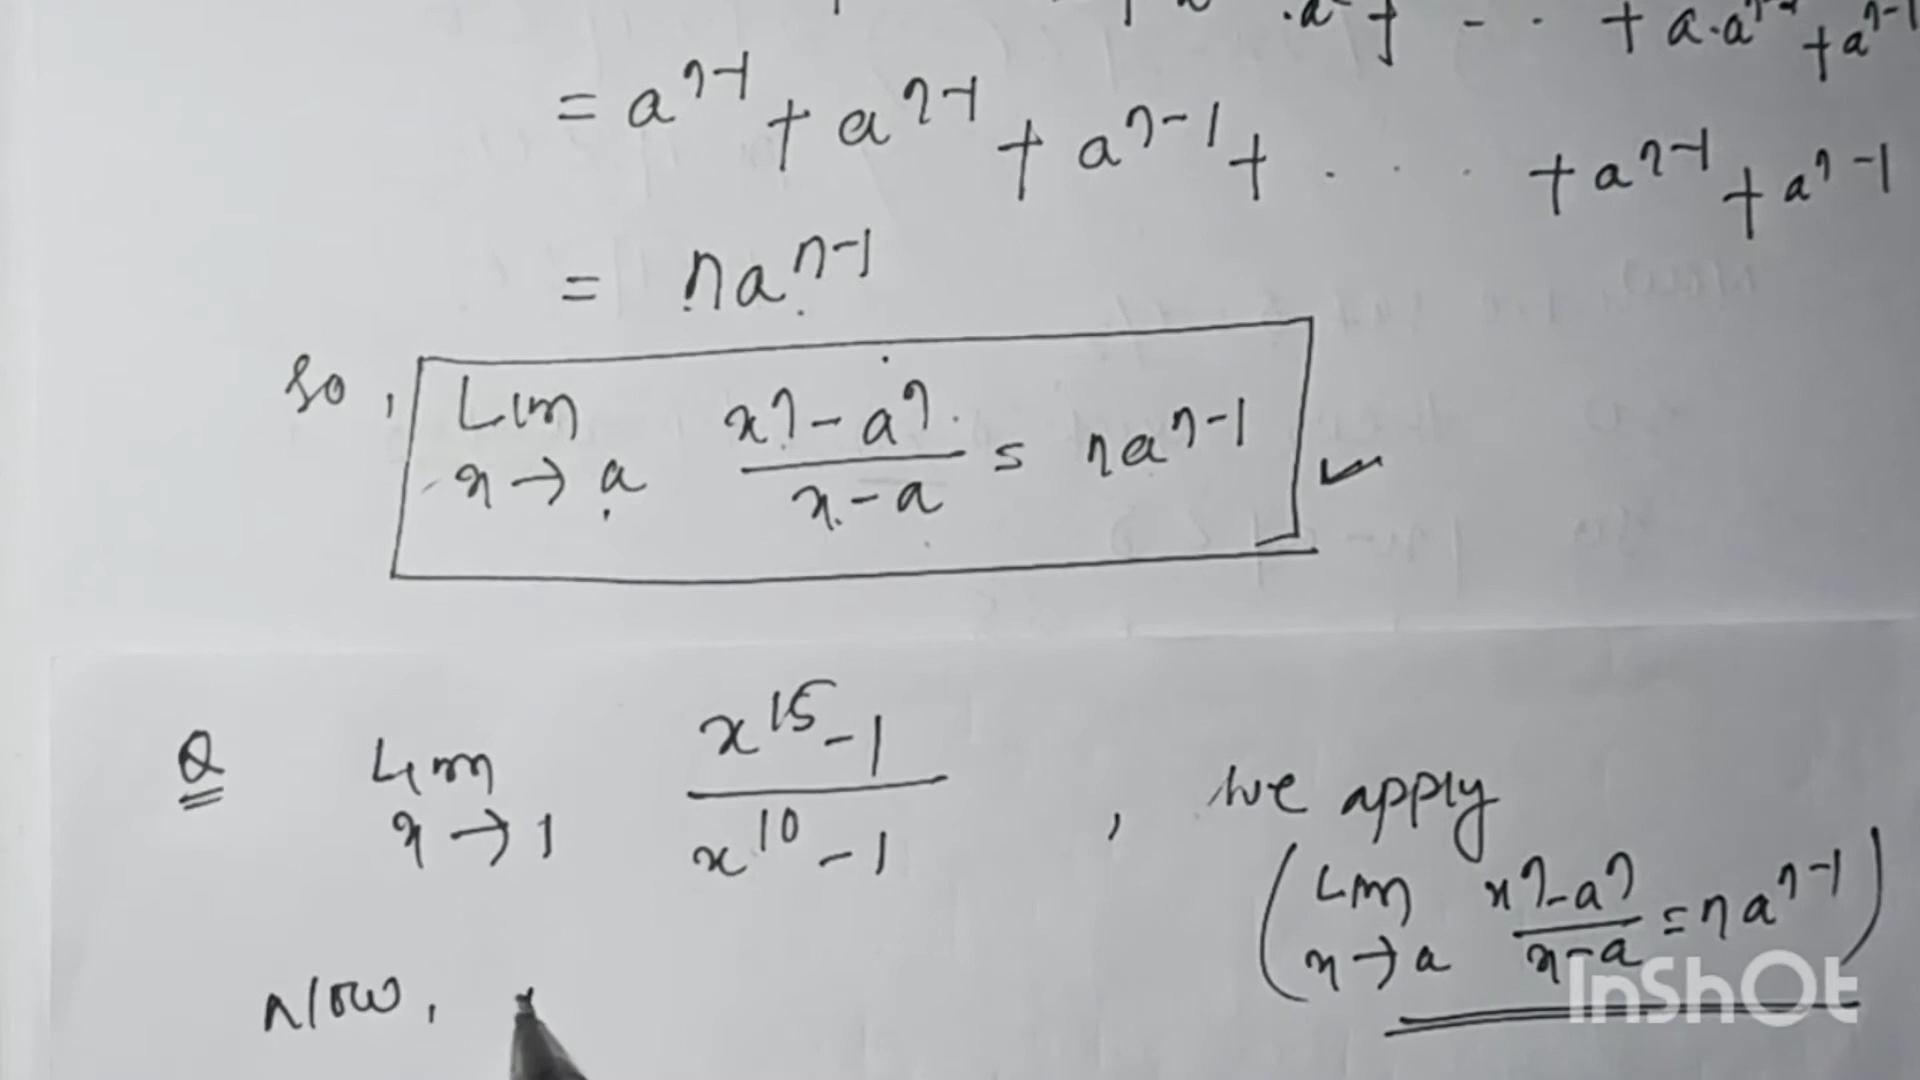 + a.a + a^{n-1}
= a^{n-1} + a^{n-1} + a^{n-1} + . . . + a^{n-1} + a^{n-1}
= na^{n-1}
So, Lim x→a (x^n - a^n)/(x - a) = na^{n-1} ✓
Q Lim x→1 (x^15 - 1)/(x^10 - 1) , we apply
(Lim x→a (x^n - a^n)/(x - a) = na^{n-1})
Now,
InShOt